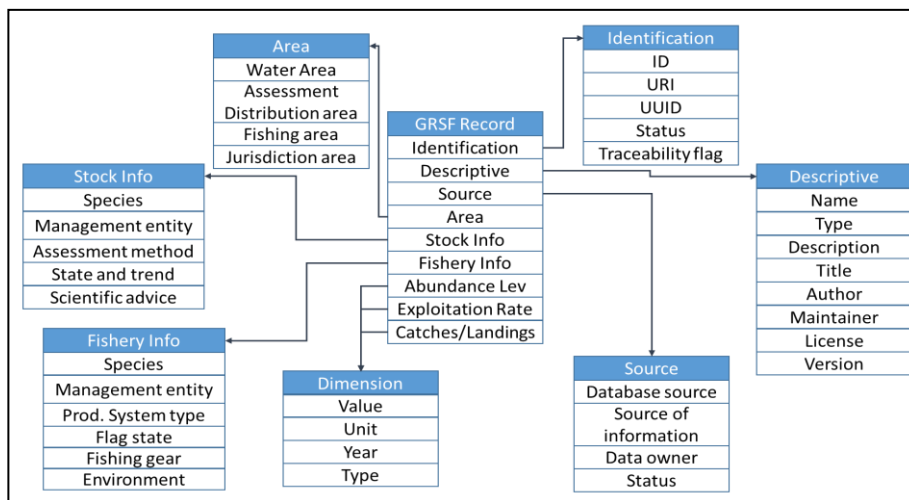 Area
Water Area
Assessment
Distribution area
Fishing area
Jurisdiction area
Identification
ID
URI
UUID
Status
Traceability flag
GRSF Record
Identification
Descriptive
Source
Area
Stock Info
Fishery Info
Abundance Lev
Exploitation Rate
Catches/Landings
Stock Info
Species
Management entity
Assessment method
State and trend
Scientific advice
Descriptive
Name
Type
Description
Title
Author
Maintainer
License
Version
Fishery Info
Species
Management entity
Prod. System type
Flag state
Fishing gear
Environment
Dimension
Value
Unit
Year
Type
Source
Database source
Source of
information
Data owner
Status